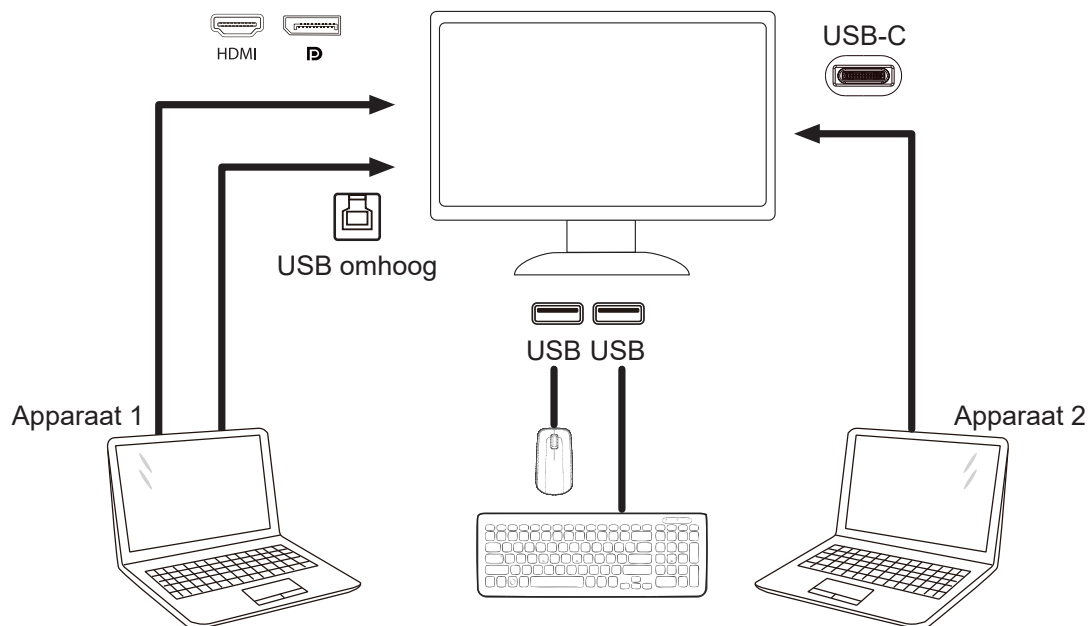 HDMI
USB-C
USB omhoog
USB USB
Apparaat 1
Apparaat 2